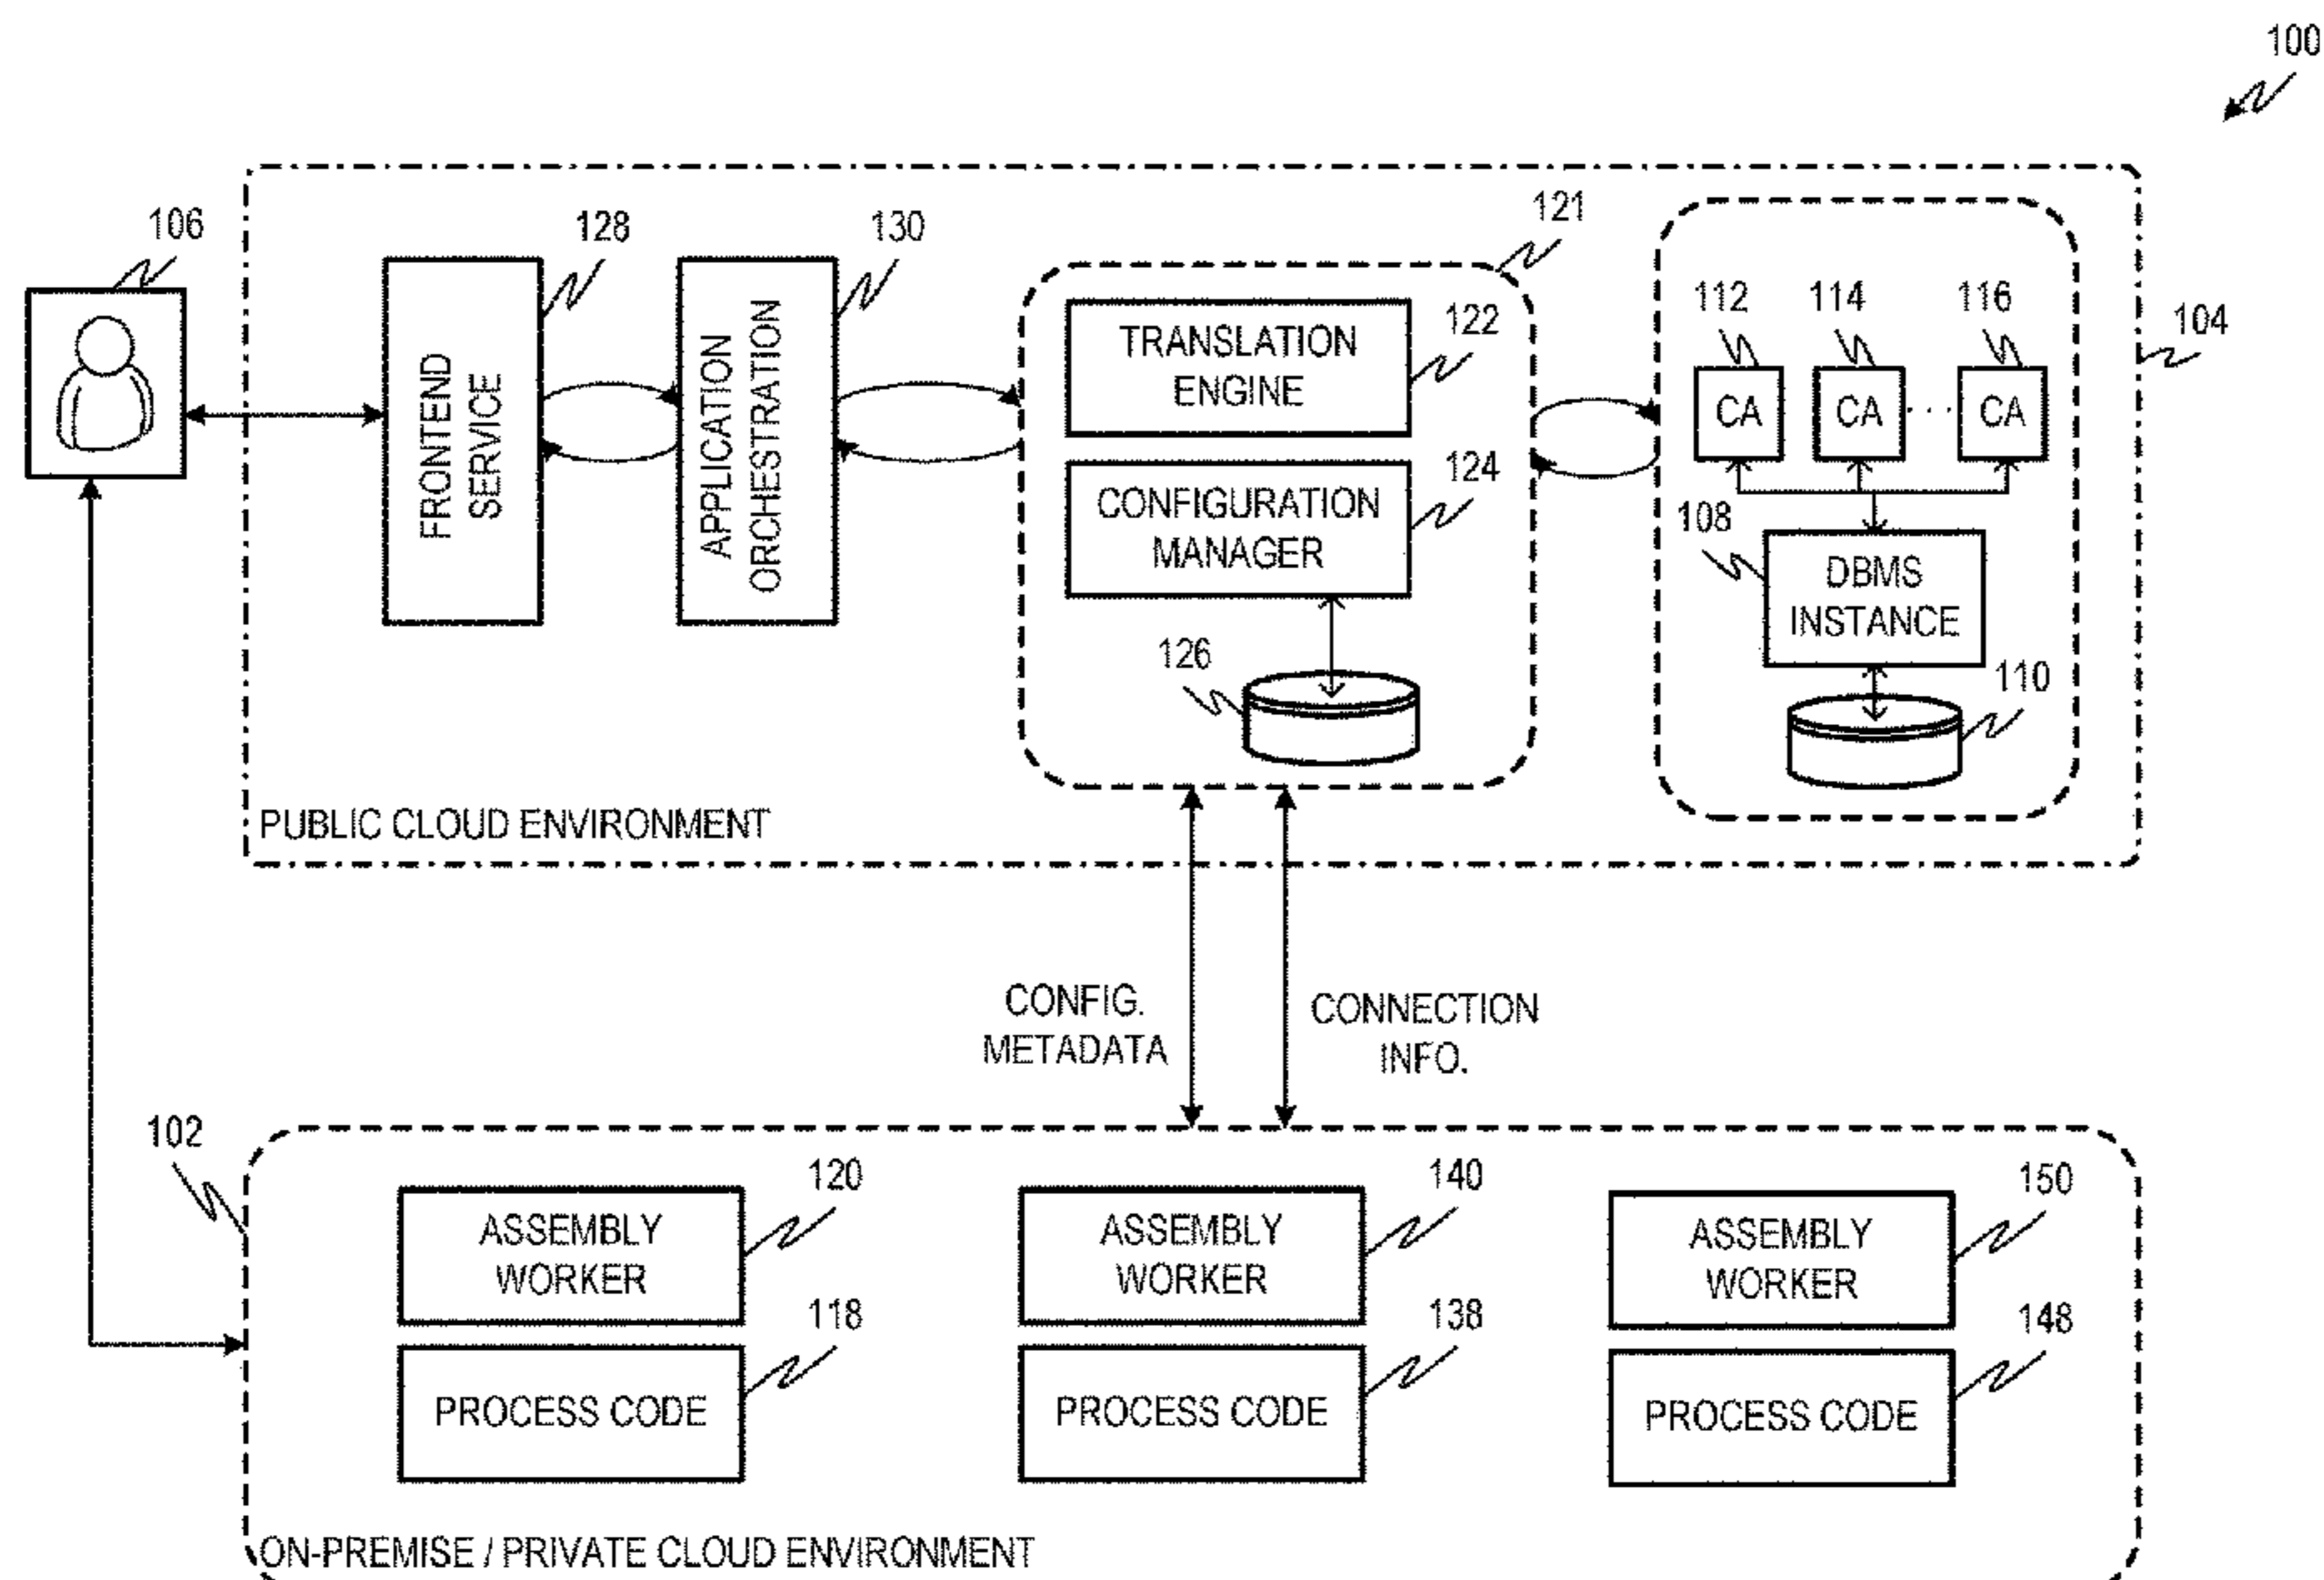 100
106
128
130
121
104
FRONTEND
SERVICE
APPLICATION
ORCHESTRATION
TRANSLATION
ENGINE
122
CONFIGURATION
MANAGER
124
126
112
114
116
CA
CA
...
CA
108
DBMS
INSTANCE
110
PUBLIC CLOUD ENVIRONMENT
CONFIG.
METADATA
CONNECTION
INFO.
102
120
ASSEMBLY
WORKER
118
PROCESS CODE
140
ASSEMBLY
WORKER
138
PROCESS CODE
150
ASSEMBLY
WORKER
148
PROCESS CODE
ON-PREMISE / PRIVATE CLOUD ENVIRONMENT